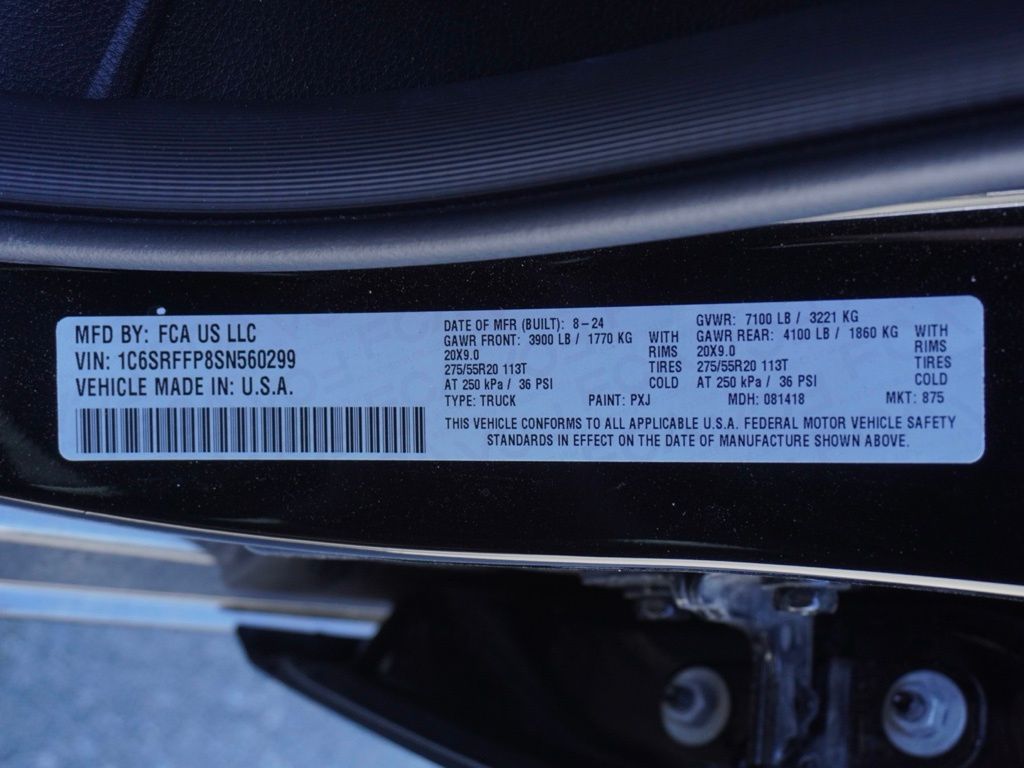 MFD BY: FCA US LLC
VIN: 1C6SRFFP8SN560299
VEHICLE MADE IN: U.S.A.
DATE OF MFR (BUILT): 8-24
GAWR FRONT: 3900 LB / 1770 KG WITH
20X9.0 RIMS
275/55R20 113T TIRES
AT 250 kPa / 36 PSI COLD
TYPE: TRUCK PAINT: PXJ
GVWR: 7100 LB / 3221 KG
GAWR REAR: 4100 LB / 1860 KG WITH
20X9.0 RIMS
275/55R20 113T TIRES
AT 250 kPa / 36 PSI COLD
MDH: 081418 MKT: 875
THIS VEHICLE CONFORMS TO ALL APPLICABLE U.S.A. FEDERAL MOTOR VEHICLE SAFETY
STANDARDS IN EFFECT ON THE DATE OF MANUFACTURE SHOWN ABOVE.